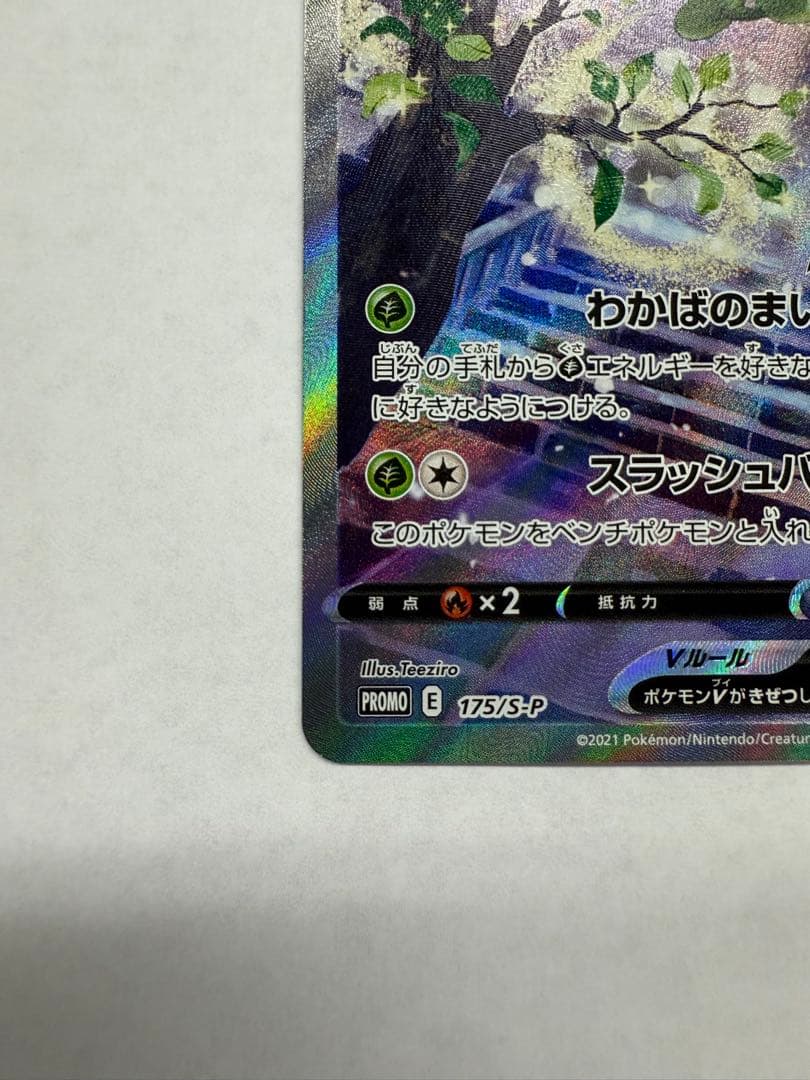 わかばのまい
自分の手札からエネルギーを好きな
に好きなようにつける。
スラッシュバ
このポケモンをベンチポケモンと入れ
弱点 ×2 抵抗力
Illus.Teeziro
Vルール
PROMO E 175/S-P
ポケモンVがきぜつし
©2021 Pokémon/Nintendo/Creatur